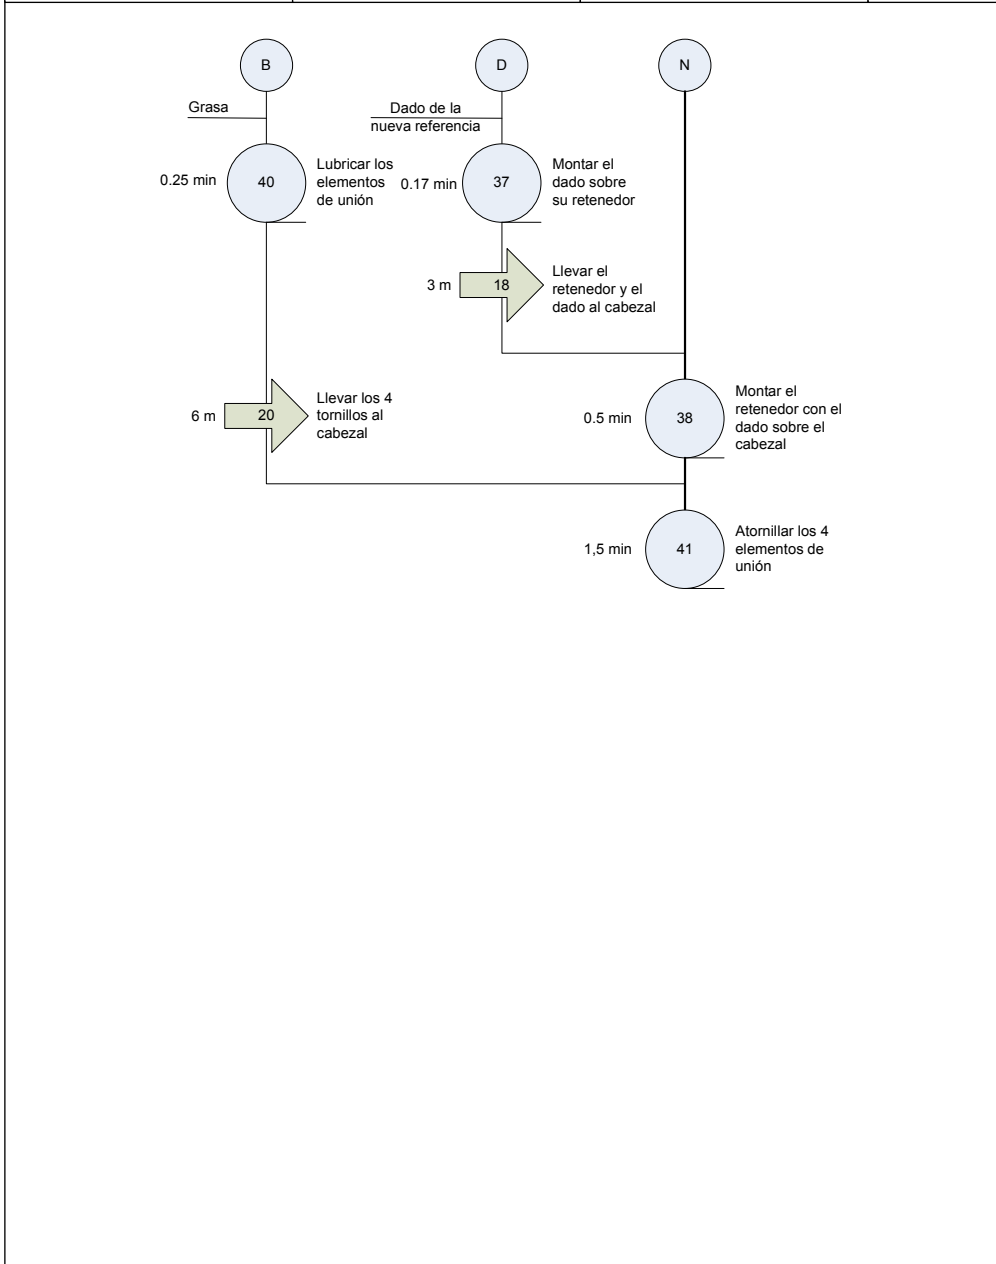 B
D
N
Grasa
Dado de la
nueva referencia
0.25 min
40
Lubricar los
elementos
de unión
0.17 min
37
Montar el
dado sobre
su retenedor
3 m
18
Llevar el
retenedor y el
dado al cabezal
6 m
20
Llevar los 4
tornillos al
cabezal
0.5 min
38
Montar el
retenedor con el
dado sobre el
cabezal
1,5 min
41
Atornillar los 4
elementos de
unión